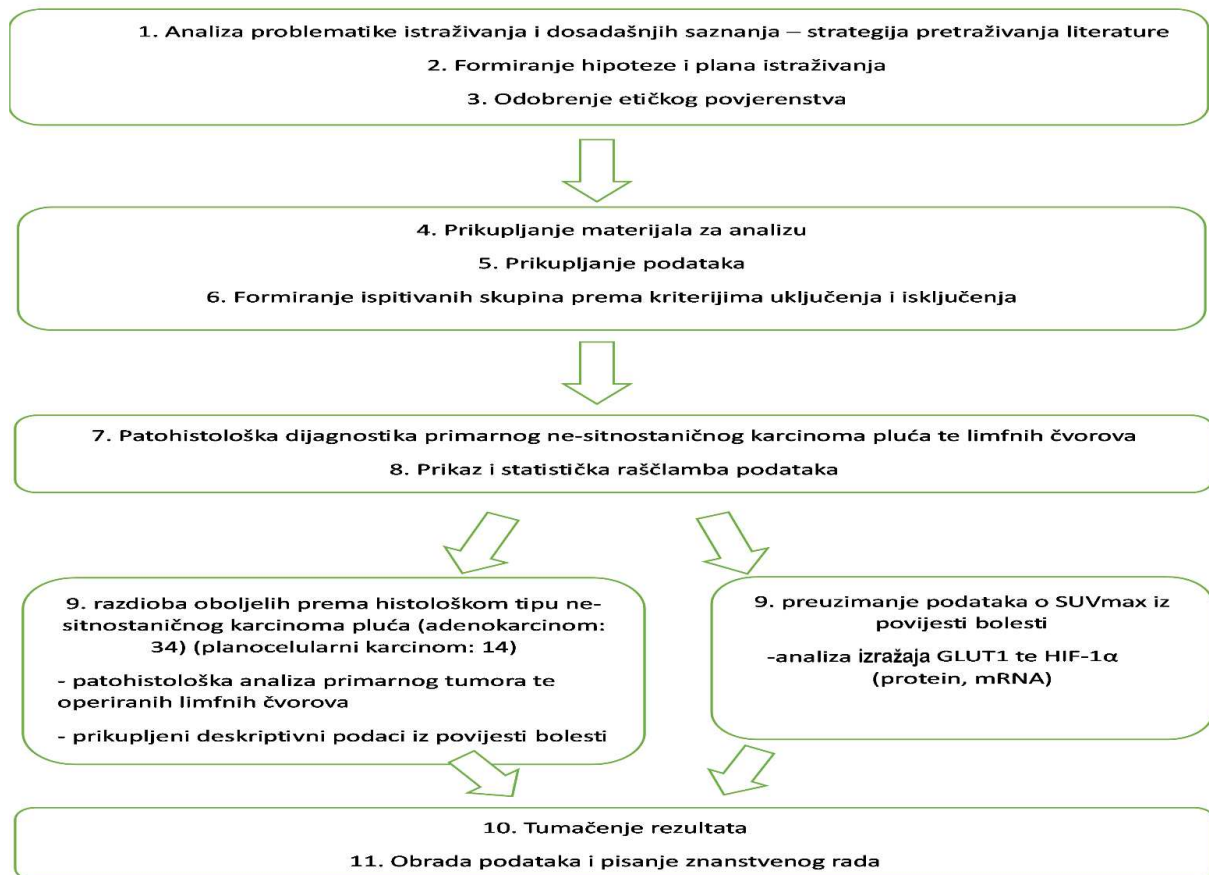 1. Analiza problematike istraživanja i dosadašnjih saznanja – strategija pretraživanja literature
2. Formiranje hipoteze i plana istraživanja
3. Odobrenje etičkog povjerenstva
4. Prikupljanje materijala za analizu
5. Prikupljanje podataka
6. Formiranje ispitivanih skupina prema kriterijima uključenja i isključenja
7. Patohistološka dijagnostika primarnog ne-sitnostaničnog karcinoma pluća te limfnih čvorova
8. Prikaz i statistička raščlamba podataka
9. razdioba oboljelih prema histološkom tipu ne-
sitnostaničnog karcinoma pluća (adenokarcinom:
34) (planocelularni karcinom: 14)
- patohistološka analiza primarnog tumora te
operiranih limfnih čvorova
- prikupljeni deskriptivni podaci iz povijesti bolesti
9. preuzimanje podataka o SUVmax iz
povijesti bolesti
-analiza izražaja GLUT1 te HIF-1α
(protein, mRNA)
10. Tumačenje rezultata
11. Obrada podataka i pisanje znanstvenog rada